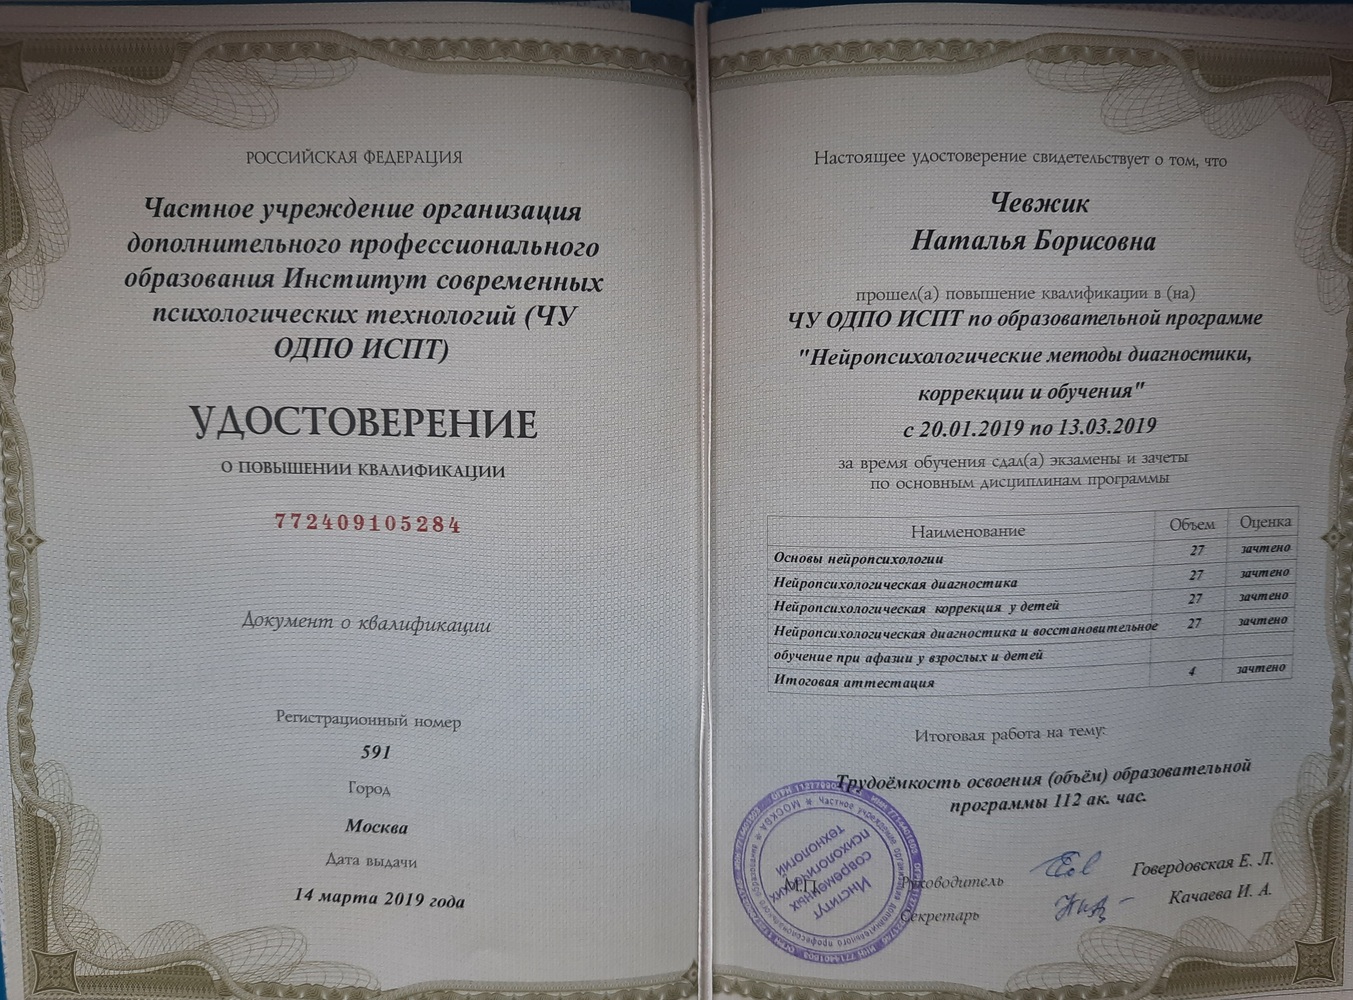 РОССИЙСКАЯ ФЕДЕРАЦИЯ
Частное учреждение организация
дополнительного профессионального
образования Институт современных
психологических технологий (ЧУ
ОДПО ИСПТ)
УДОСТОВЕРЕНИЕ
О ПОВЫШЕНИИ КВАЛИФИКАЦИИ
772409105284
Документ о квалификации
Регистрационный номер
591
Город
Москва
Дата выдачи
14 марта 2019 года
Настоящее удостоверение свидетельствует о том, что
Чевжик
Наталья Борисовна
прошел(а) повышение квалификации в (на)
ЧУ ОДПО ИСПТ по образовательной программе
"Нейропсихологические методы диагностики,
коррекции и обучения"
с 20.01.2019 по 13.03.2019
за время обучения сдал(а) экзамены и зачеты
по основным дисциплинам программы
Наименование Объем Оценка
Основы нейропсихологии 27 зачтено
Нейропсихологическая диагностика 27 зачтено
Нейропсихологическая коррекция у детей 27 зачтено
Нейропсихологическая диагностика и восстановительное 27 зачтено
обучение при афазии у взрослых и детей
Итоговая аттестация 4 зачтено
Итоговая работа на тему:
Трудоёмкость освоения (объём) образовательной
программы 112 ак. час.
М.П.
Руководитель Говердовская Е. Л.
Секретарь Качаева И. А.
Институт
современных
психологических
технологий